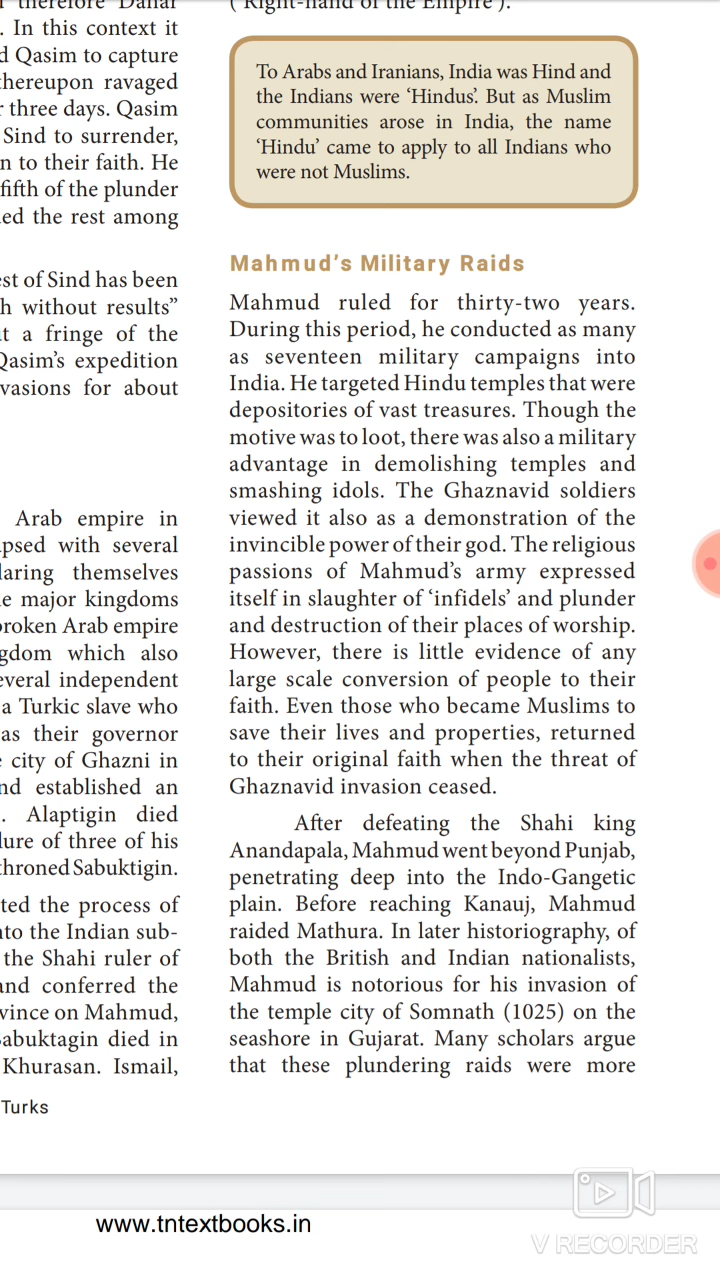 therefore Dahar
. In this context it
d Qasim to capture
thereupon ravaged
r three days. Qasim
Sind to surrender,
n to their faith. He
fifth of the plunder
ed the rest among
est of Sind has been
h without results”
t a fringe of the
Qasim’s expedition
vasions for about
Arab empire in
psed with several
laring themselves
e major kingdoms
broken Arab empire
gdom which also
everal independent
a Turkic slave who
as their governor
e city of Ghazni in
nd established an
. Alaptigin died
lure of three of his
throned Sabuktigin.
ted the process of
nto the Indian sub-
the Shahi ruler of
and conferred the
vince on Mahmud,
Sabuktagin died in
Khurasan. Ismail,
Turks
(‘Right-hand of the Empire’).
To Arabs and Iranians, India was Hind and
the Indians were ‘Hindus’. But as Muslim
communities arose in India, the name
‘Hindu’ came to apply to all Indians who
were not Muslims.
Mahmud’s Military Raids
Mahmud ruled for thirty-two years.
During this period, he conducted as many
as seventeen military campaigns into
India. He targeted Hindu temples that were
depositories of vast treasures. Though the
motive was to loot, there was also a military
advantage in demolishing temples and
smashing idols. The Ghaznavid soldiers
viewed it also as a demonstration of the
invincible power of their god. The religious
passions of Mahmud’s army expressed
itself in slaughter of ‘infidels’ and plunder
and destruction of their places of worship.
However, there is little evidence of any
large scale conversion of people to their
faith. Even those who became Muslims to
save their lives and properties, returned
to their original faith when the threat of
Ghaznavid invasion ceased.
After defeating the Shahi king
Anandapala, Mahmud went beyond Punjab,
penetrating deep into the Indo-Gangetic
plain. Before reaching Kanauj, Mahmud
raided Mathura. In later historiography, of
both the British and Indian nationalists,
Mahmud is notorious for his invasion of
the temple city of Somnath (1025) on the
seashore in Gujarat. Many scholars argue
that these plundering raids were more
www.tntextbooks.in
V RECORDER